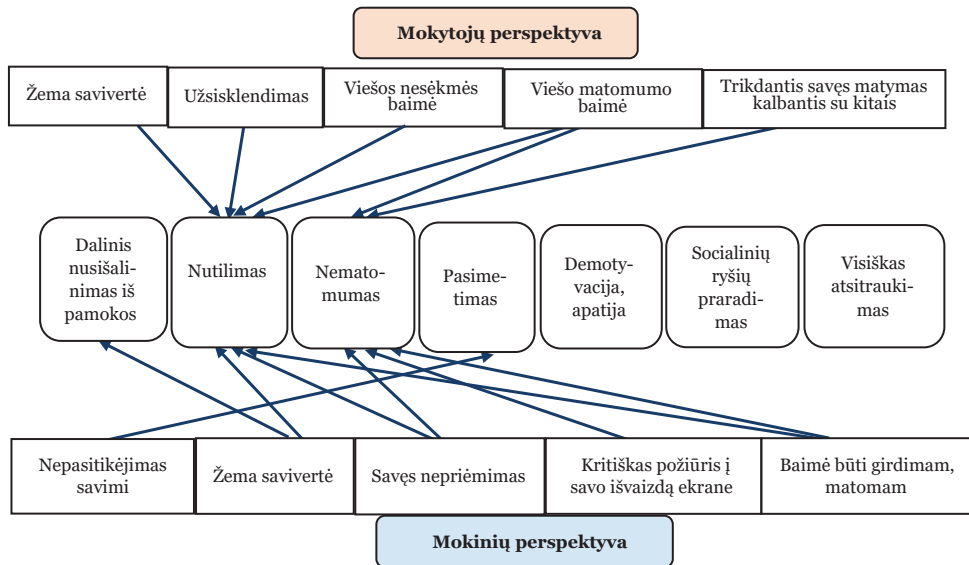 Mokytojų perspektyva
Žema savivertė
Užsisklendimas
Viešos nesėkmės
baimė
Viešo matomumo
baimė
Trikdantis savęs matymas
kalbantis su kitais
Dalinis
nusišali-
nimas iš
pamokos
Nutilimas
Nemato-
mumas
Pasime-
timas
Demoty-
vacija,
apatija
Socialinių
ryšių
praradi-
mas
Visiškas
atsitrauki-
mas
Nepasitikėjimas
savimi
Žema savivertė
Savęs nepriėmimas
Kritiškas požiūris į
savo išvaizdą ekrane
Baimė būti girdimam,
matomam
Mokinių perspektyva